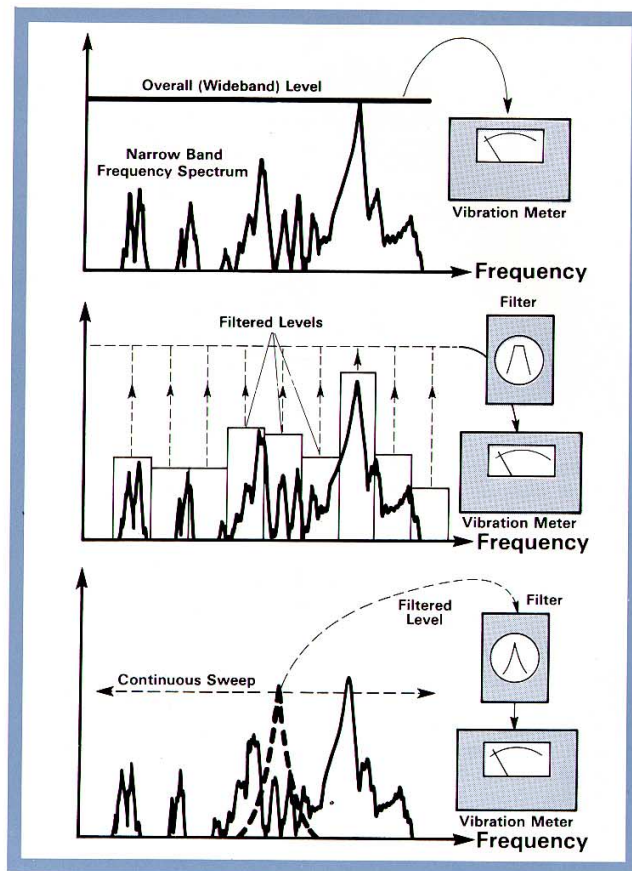 Overall (Wideband) Level
Narrow Band
Frequency Spectrum
Vibration Meter
Frequency
Filter
Filtered Levels
Vibration Meter
Frequency
Filter
Filtered
Level
Continuous Sweep
Vibration Meter
Frequency